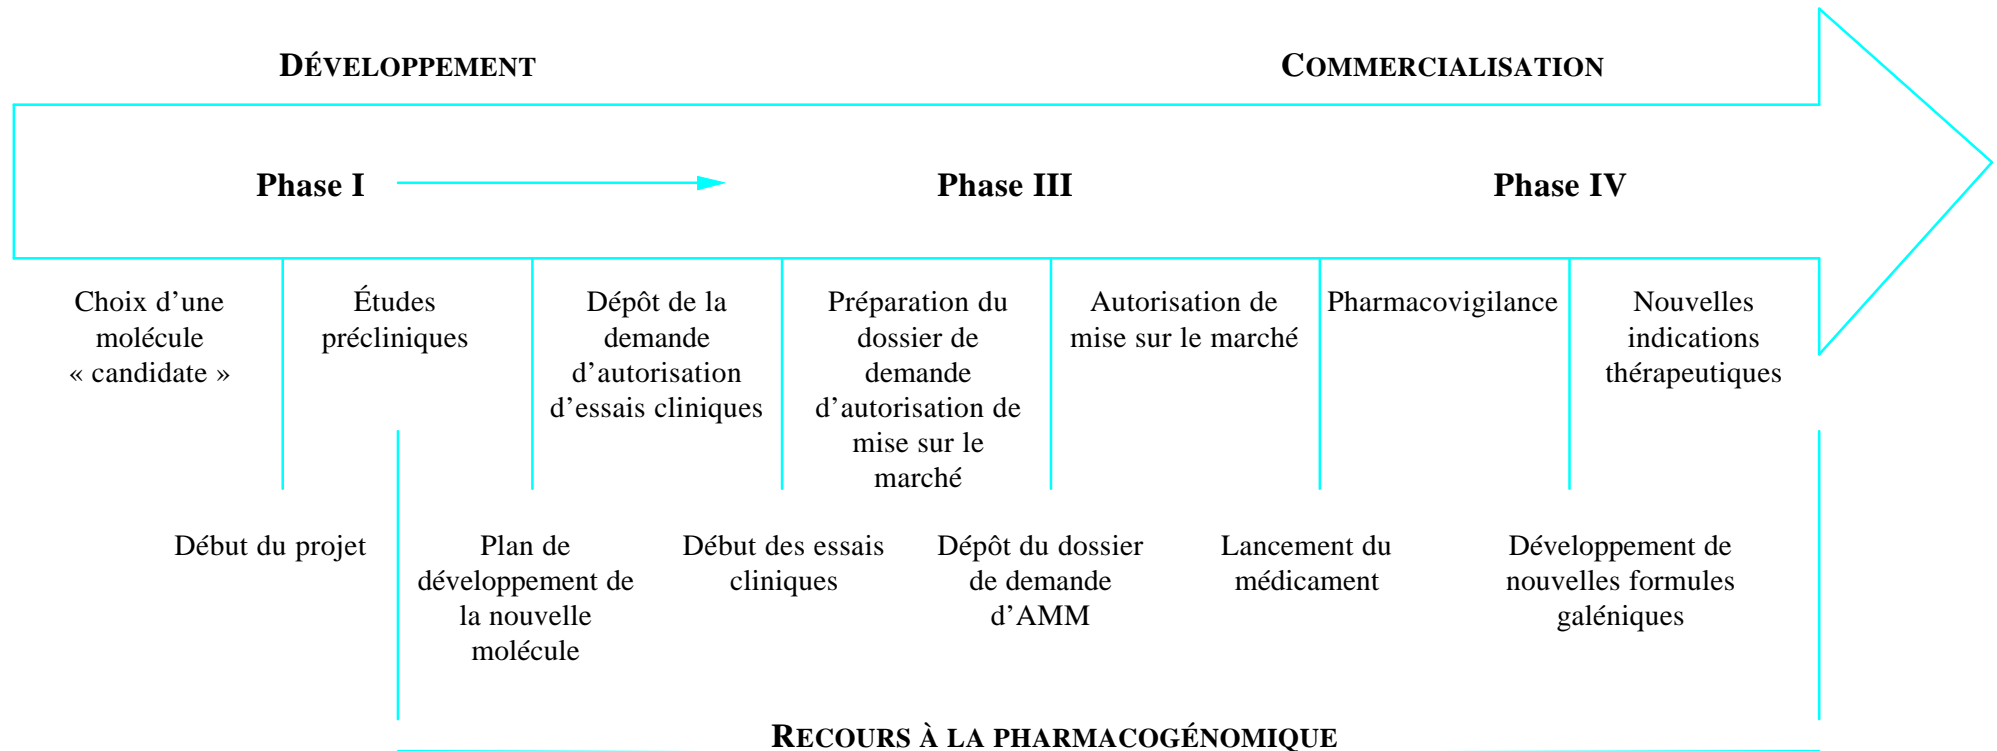 DÉVELOPPEMENT
COMMERCIALISATION
Phase I
Phase III
Phase IV
Choix d’une
molécule
« candidate »
Études
précliniques
Dépôt de la
demande
d’autorisation
d’essais cliniques
Préparation du
dossier de
demande
d’autorisation de
mise sur le
marché
Autorisation de
mise sur le marché
Pharmacovigilance
Nouvelles
indications
thérapeutiques
Début du projet
Plan de
développement de
la nouvelle
molécule
Début des essais
cliniques
Dépôt du dossier
de demande
d’AMM
Lancement du
médicament
Développement de
nouvelles formules
galéniques
RECOURS À LA PHARMACOGÉNOMIQUE